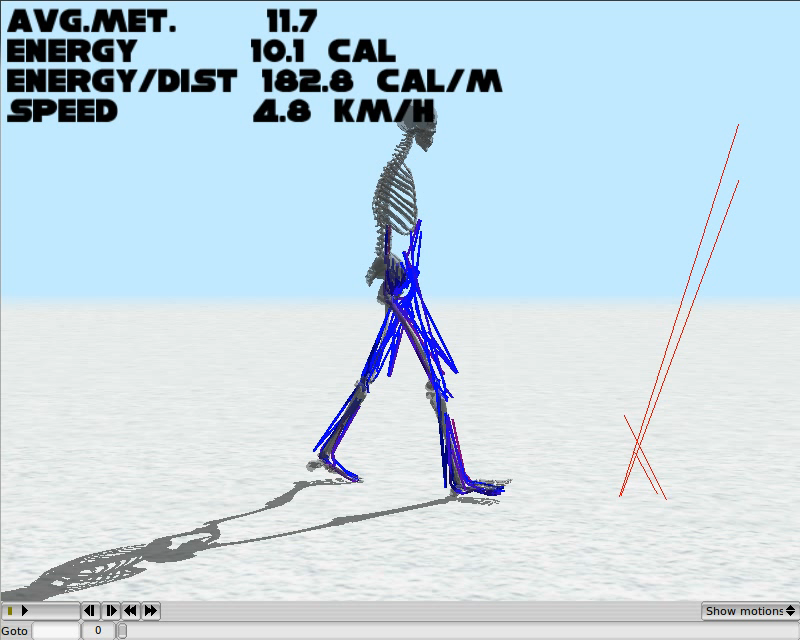 AVG.MET. 11.7
ENERGY 10.1 CAL
ENERGY/DIST 182.8 CAL/M
SPEED 4.8 KM/H
Show motions
Goto 0